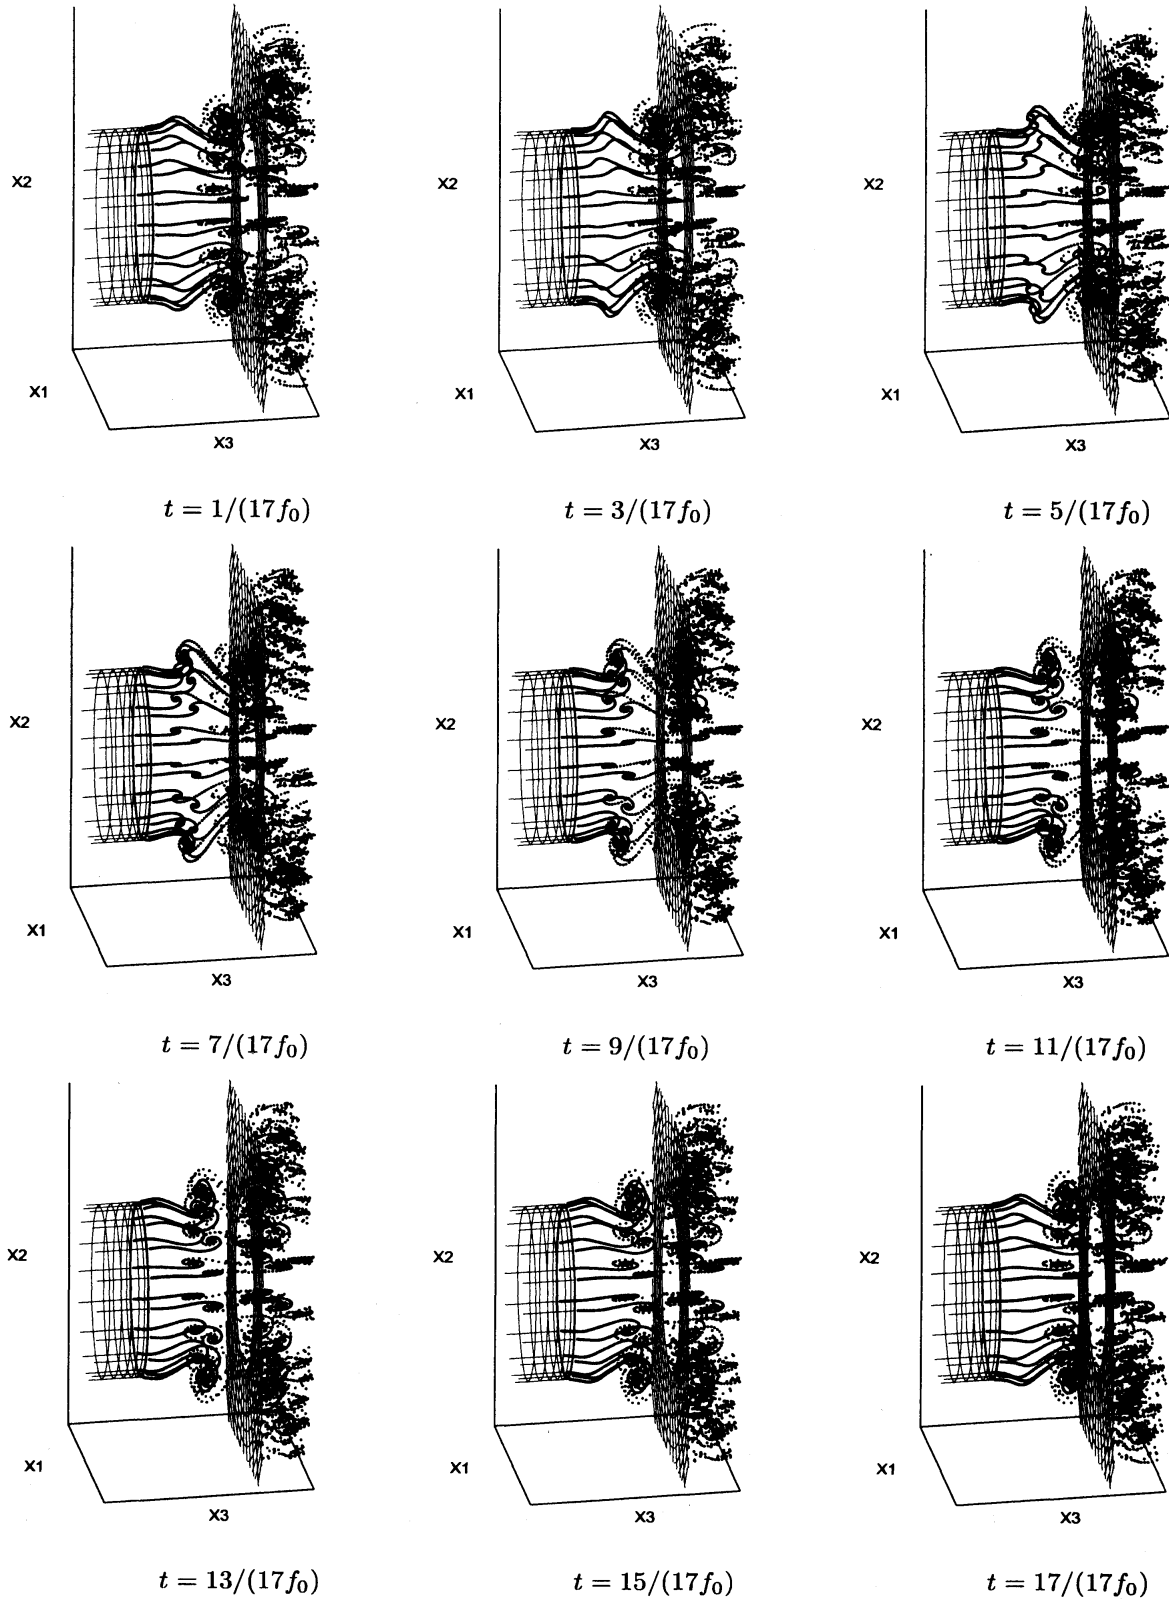 X2
X2
X2
X1
X1
X1
X3
X3
X3
t = 1/(17f₀)
t = 3/(17f₀)
t = 5/(17f₀)
X2
X2
X2
X1
X1
X1
X3
X3
X3
t = 7/(17f₀)
t = 9/(17f₀)
t = 11/(17f₀)
X2
X2
X2
X1
X1
X1
X3
X3
X3
t = 13/(17f₀)
t = 15/(17f₀)
t = 17/(17f₀)